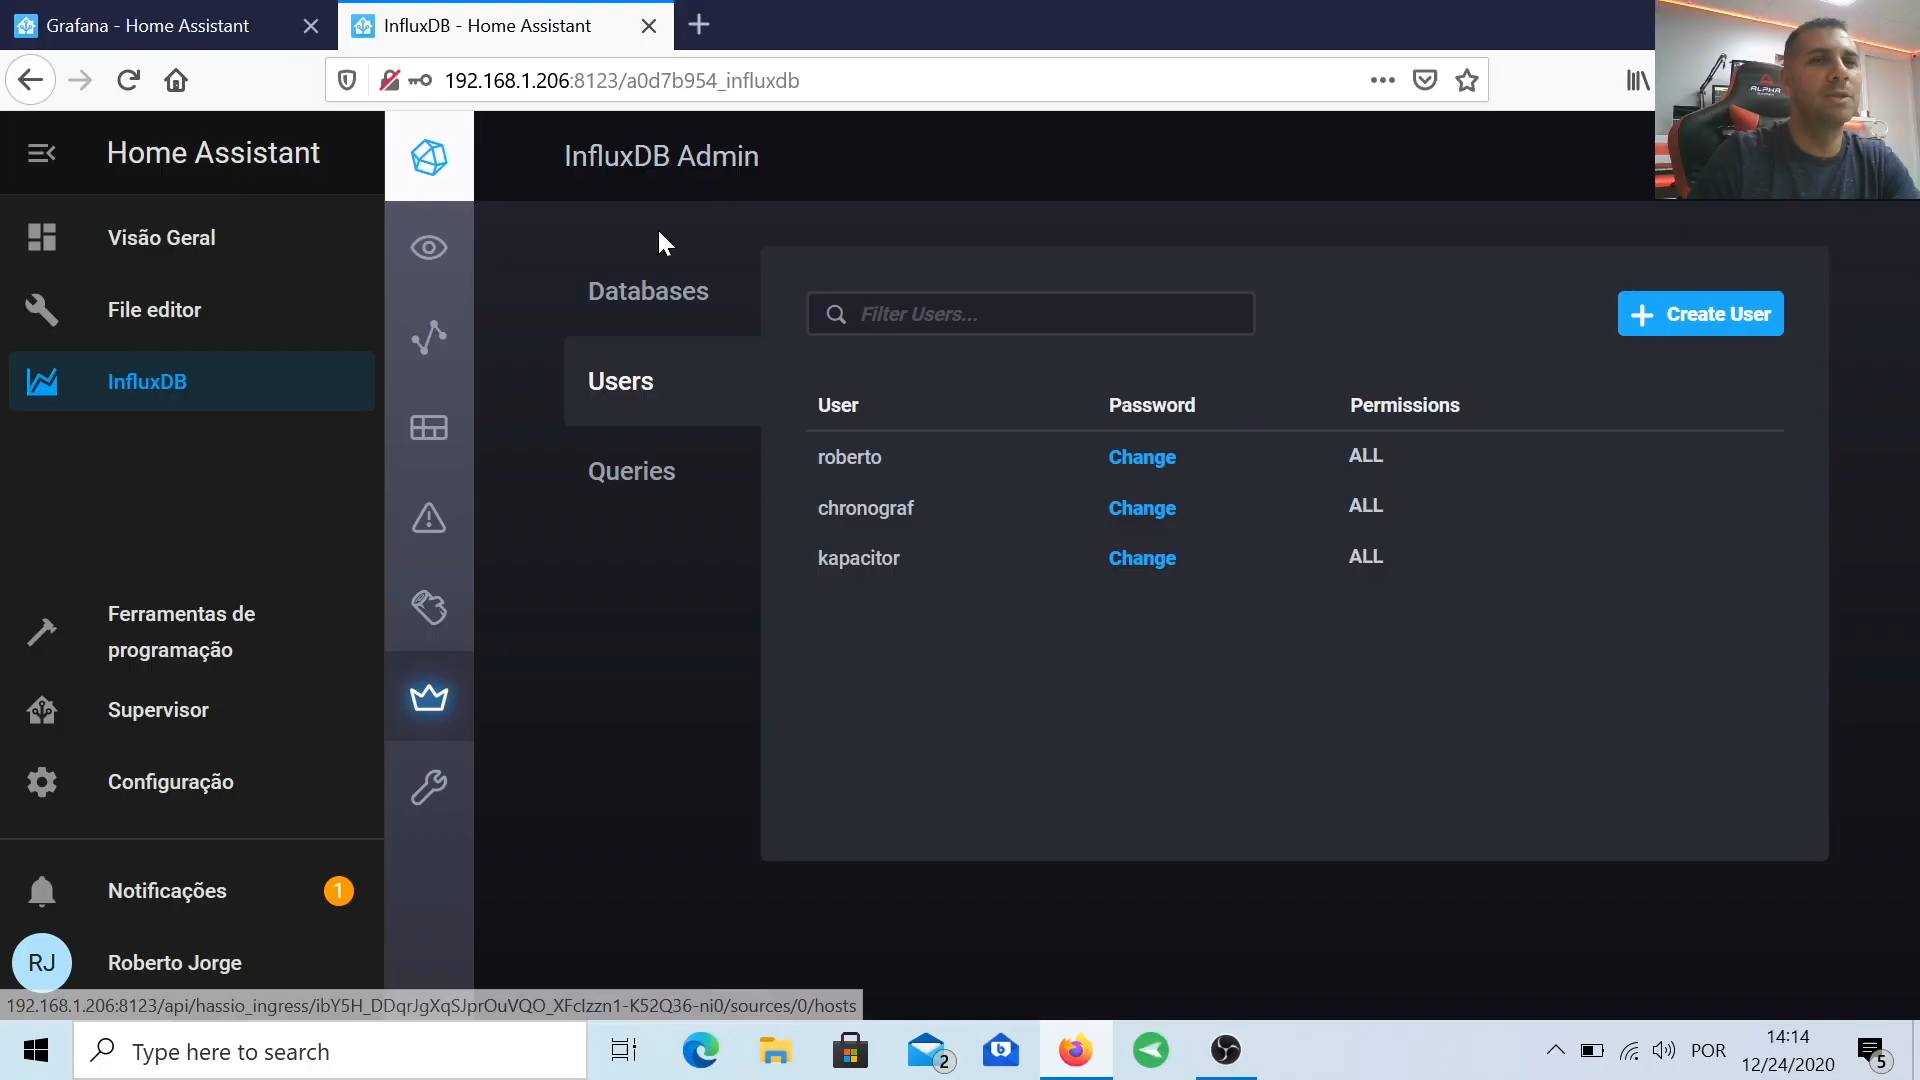 Grafana - Home Assistant
InfluxDB - Home Assistant
192.168.1.206:8123/a0d7b954_influxdb
ALPHA
Home Assistant
Visão Geral
File editor
InfluxDB
Ferramentas de
programação
Supervisor
Configuração
Notificações 1
RJ Roberto Jorge
InfluxDB Admin
Databases
Users
Queries
Filter Users...
Create User
User Password Permissions
roberto Change ALL
chronograf Change ALL
kapacitor Change ALL
192.168.1.206:8123/api/hassio_ingress/ibY5H_DDqrJgXqSJprOuVQO_XFcIzzn1-K52Q36-ni0/sources/0/hosts
Type here to search
2
POR
14:14
12/24/2020
5